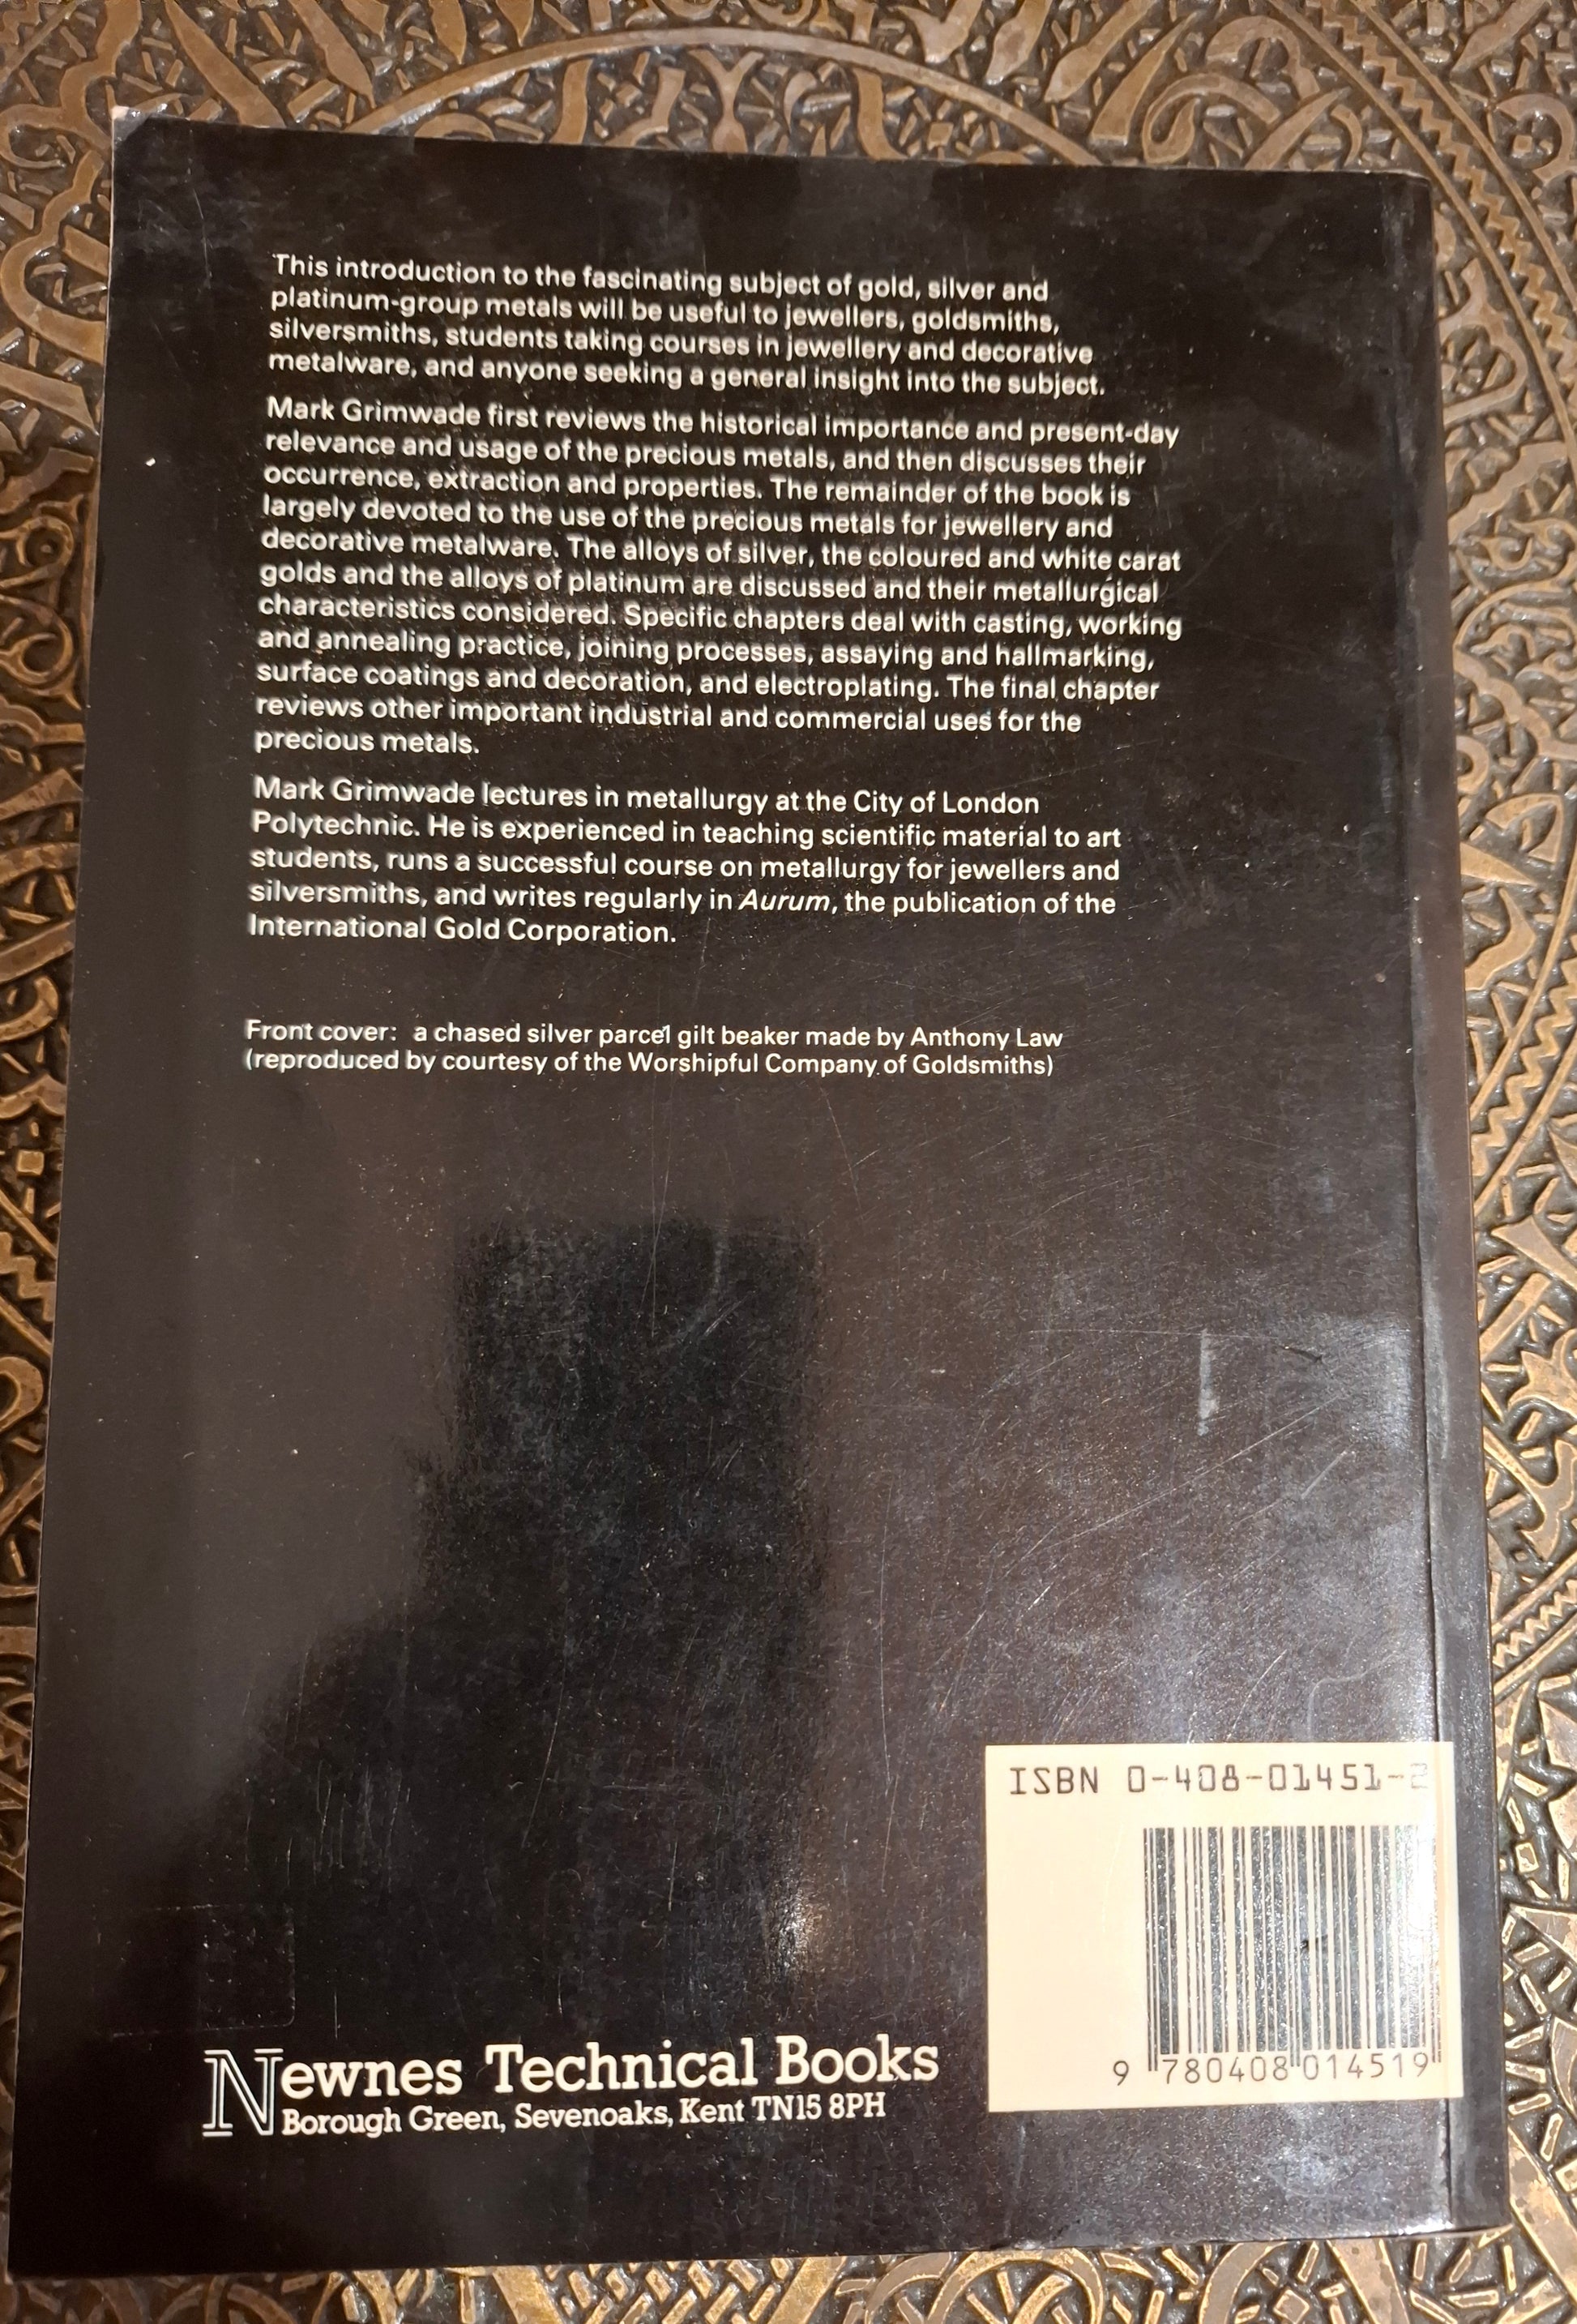 This introduction to the fascinating subject of gold, silver and
platinum-group metals will be useful to jewellers, goldsmiths,
silversmiths, students taking courses in jewellery and decorative
metalware, and anyone seeking a general insight into the subject.
Mark Grimwade first reviews the historical importance and present-day
relevance and usage of the precious metals, and then discusses their
occurrence, extraction and properties. The remainder of the book is
largely devoted to the use of the precious metals for jewellery and
decorative metalware. The alloys of silver, the coloured and white carat
golds and the alloys of platinum are discussed and their metallurgical
characteristics considered. Specific chapters deal with casting, working
and annealing practice, joining processes, assaying and hallmarking,
surface coatings and decoration, and electroplating. The final chapter
reviews other important industrial and commercial uses for the
precious metals.
Mark Grimwade lectures in metallurgy at the City of London
Polytechnic. He is experienced in teaching scientific material to art
students, runs a successful course on metallurgy for jewellers and
silversmiths, and writes regularly in Aurum, the publication of the
International Gold Corporation.
Front cover: a chased silver parcel gilt beaker made by Anthony Law
(reproduced by courtesy of the Worshipful Company of Goldsmiths)
ISBN 0-408-01451-2
9 780408 014519
Newnes Technical Books
Borough Green, Sevenoaks, Kent TN15 8PH